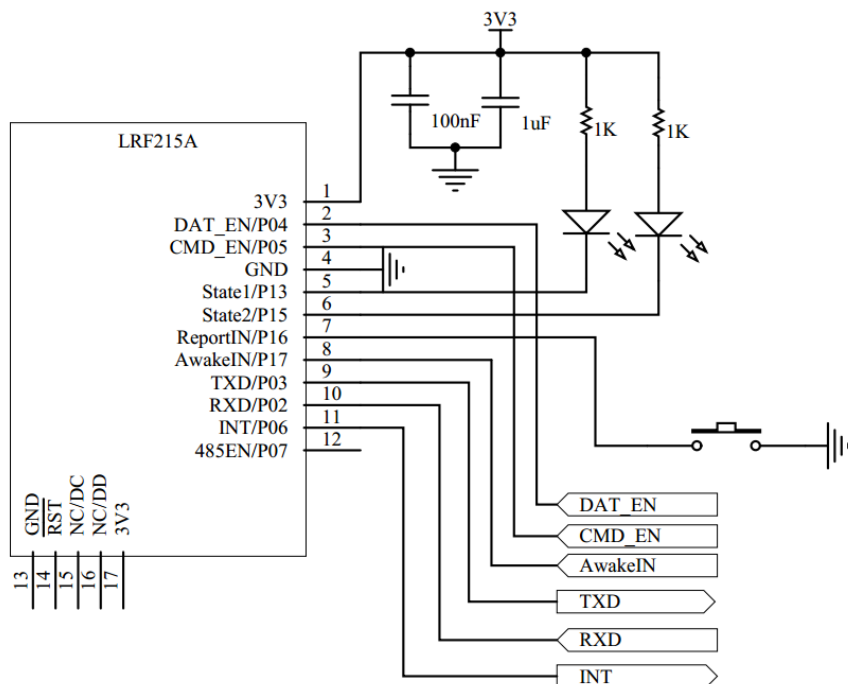 3V3
100nF
1uF
1K
1K
LRF215A
3V3 1
DAT_EN/P04 2
CMD_EN/P05 3
GND 4
State1/P13 5
State2/P15 6
ReportIN/P16 7
AwakeIN/P17 8
TXD/P03 9
RXD/P02 10
INT/P06 11
485EN/P07 12
GND 13
RST 14
NC/DC 15
NC/DD 16
3V3 17
DAT_EN
CMD_EN
AwakeIN
TXD
RXD
INT